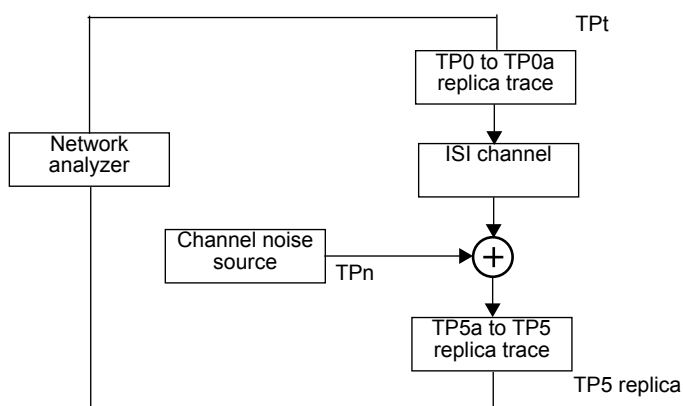 TPt
TP0 to TP0a
replica trace
Network
analyzer
ISI channel
Channel noise
source
TPn
+
TP5a to TP5
replica trace
TP5 replica